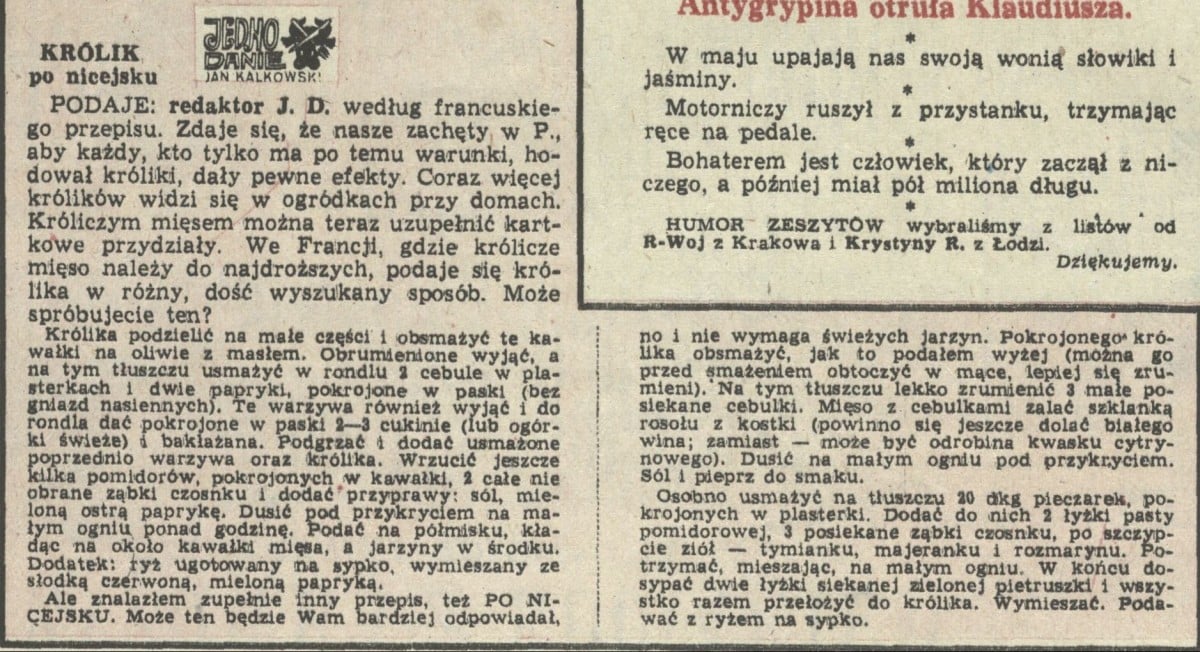 KRÓLIK
po nicejsku
JEDNO
DANIE
JAN KALKOWSKI
PODAJE: redaktor J. D. według francuskie-
go przepisu. Zdaje się, że nasze zachęty w P.,
aby każdy, kto tylko ma po temu warunki, ho-
dował króliki, dały pewne efekty. Coraz więcej
królików widzi się w ogródkach przy domach.
Króliczym mięsem można teraz uzupełnić kart-
kowe przydziały. We Francji, gdzie królicze
mięso należy do najdroższych, podaje się kró-
lika w różny, dość wyszukany sposób. Może
spróbujecie ten?
Królika podzielić na małe części i obsmażyć te ka-
wałki na oliwie z masłem. Obrumienione wyjąć, a
na tym tłuszczu usmażyć w rondlu 2 cebule w pla-
sterkach i dwie papryki, pokrojone w paski (bez
gniazd nasiennych). Te warzywa również wyjąć i do
rondla dać pokrojone w paski 2—3 cukinie (lub ogór-
ki świeże) i bakłażana. Podgrzać i dodać usmażone
poprzednio warzywa oraz królika. Wrzucić jeszcze
kilka pomidorów, pokrojonych w kawałki, 2 całe nie
obrane ząbki czosnku i dodać przyprawy: sól, mie-
loną ostrą paprykę. Dusić pod przykryciem na ma-
łym ogniu ponad godzinę. Podać na półmisku, kła-
dąc na około kawałki mięsa, a jarzyny w środku.
Dodatek: ryż ugotowany na sypko, wymieszany ze
słodką czerwoną, mieloną papryką.
Ale znalazłem zupełnie inny przepis, też PO NI-
CEJSKU. Może ten będzie Wam bardziej odpowiadał,
no i nie wymaga świeżych jarzyn. Pokrojonego kró-
lika obsmażyć, jak to podałem wyżej (można go
przed smażeniem obtoczyć w mące, lepiej się zru-
mieni). Na tym tłuszczu lekko zrumienić 3 małe po-
siekane cebulki. Mięso z cebulkami zalać szklanką
rosołu z kostki (powinno się jeszcze dolać białego
wina; zamiast — może być odrobina kwasku cytry-
nowego). Dusić na małym ogniu pod przykryciem.
Sól i pieprz do smaku.
Osobno usmażyć na tłuszczu 20 dkg pieczarek, po-
krojonych w plasterki. Dodać do nich 2 łyżki pasty
pomidorowej, 3 posiekane ząbki czosnku, po szczyp-
cie ziół — tymianku, majeranku i rozmarynu. Po-
trzymać, mieszając, na małym ogniu. W końcu do-
sypać dwie łyżki siekanej zielonej pietruszki i wszy-
stko razem przełożyć do królika. Wymieszać. Poda-
wać z ryżem na sypko.
Antygrypina otruła Klaudiusza.
*
W maju upajają nas swoją wonią słowiki i
jaśminy.
*
Motorniczy ruszył z przystanku, trzymając
ręce na pedale.
*
Bohaterem jest człowiek, który zaczął z ni-
czego, a później miał pół miliona długu.
*
HUMOR ZESZYTÓW wybraliśmy z listów od
R-Woj z Krakowa i Krystyny R. z Łodzi.
Dziękujemy.